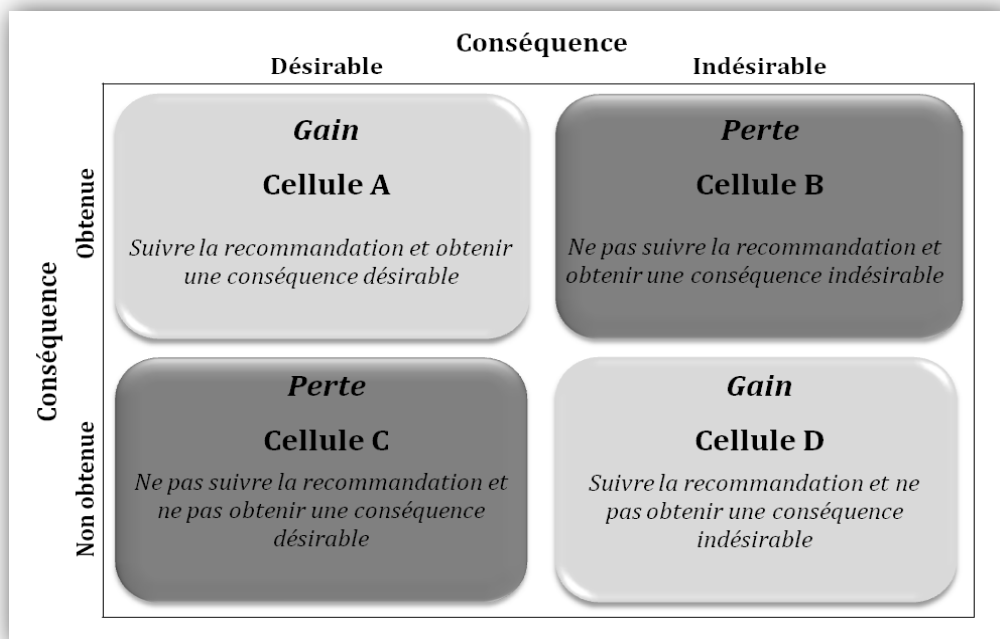 Conséquence
Désirable
Indésirable
Conséquence
Obtenue
Non obtenue
Gain
Cellule A
Suivre la recommandation et obtenir
une conséquence désirable
Perte
Cellule B
Ne pas suivre la recommandation et
obtenir une conséquence indésirable
Perte
Cellule C
Ne pas suivre la recommandation et
ne pas obtenir une conséquence
désirable
Gain
Cellule D
Suivre la recommandation et ne
pas obtenir une conséquence
indésirable